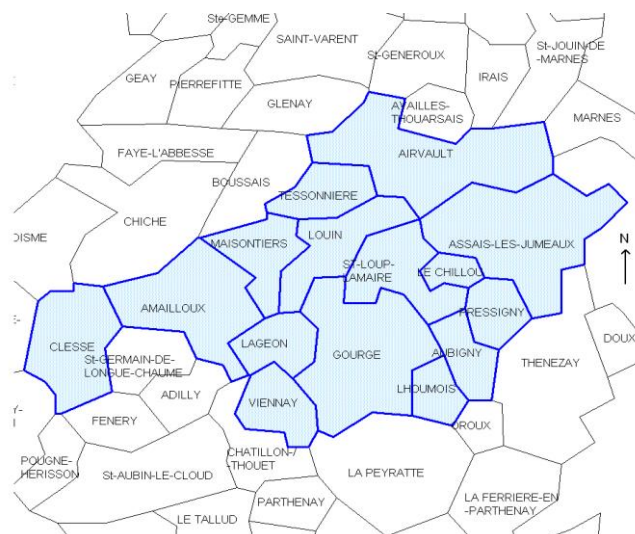 Ste-GEMME
SAINT-VARENT
St-GENEROUX
St-JOUIN-DE
-MARNES
GEAY
PIERREFITTE
IRAIS
GLENAY
AVAILLES-
THOUARSAIS
MARNES
FAYE-L'ABBESSE
AIRVAULT
BOUSSAIS
TESSONNIERE
CHICHE
OISME
LOUIN
MAISONTIERS
ASSAIS-LES-JUMEAUX
N
ST-LOUP-
LAMAIRE
LE CHILLOU
AMAILLOUX
PRESSIGNY
CLESSE
LAGEON
GOURGE
AUBIGNY
THENEZAY
DOUX
St-GERMAIN-DE-
LONGUE-CHAUME
ADILLY
VIENNAY
LHOUMOIS
FENERY
OROUX
CHATILLON-/
-THOUET
POUGNE-
HERISSON
St-AUBIN-LE-CLOUD
LA PEYRATTE
PARTHENAY
LA FERRIERE-EN
-PARTHENAY
LE TALLUD